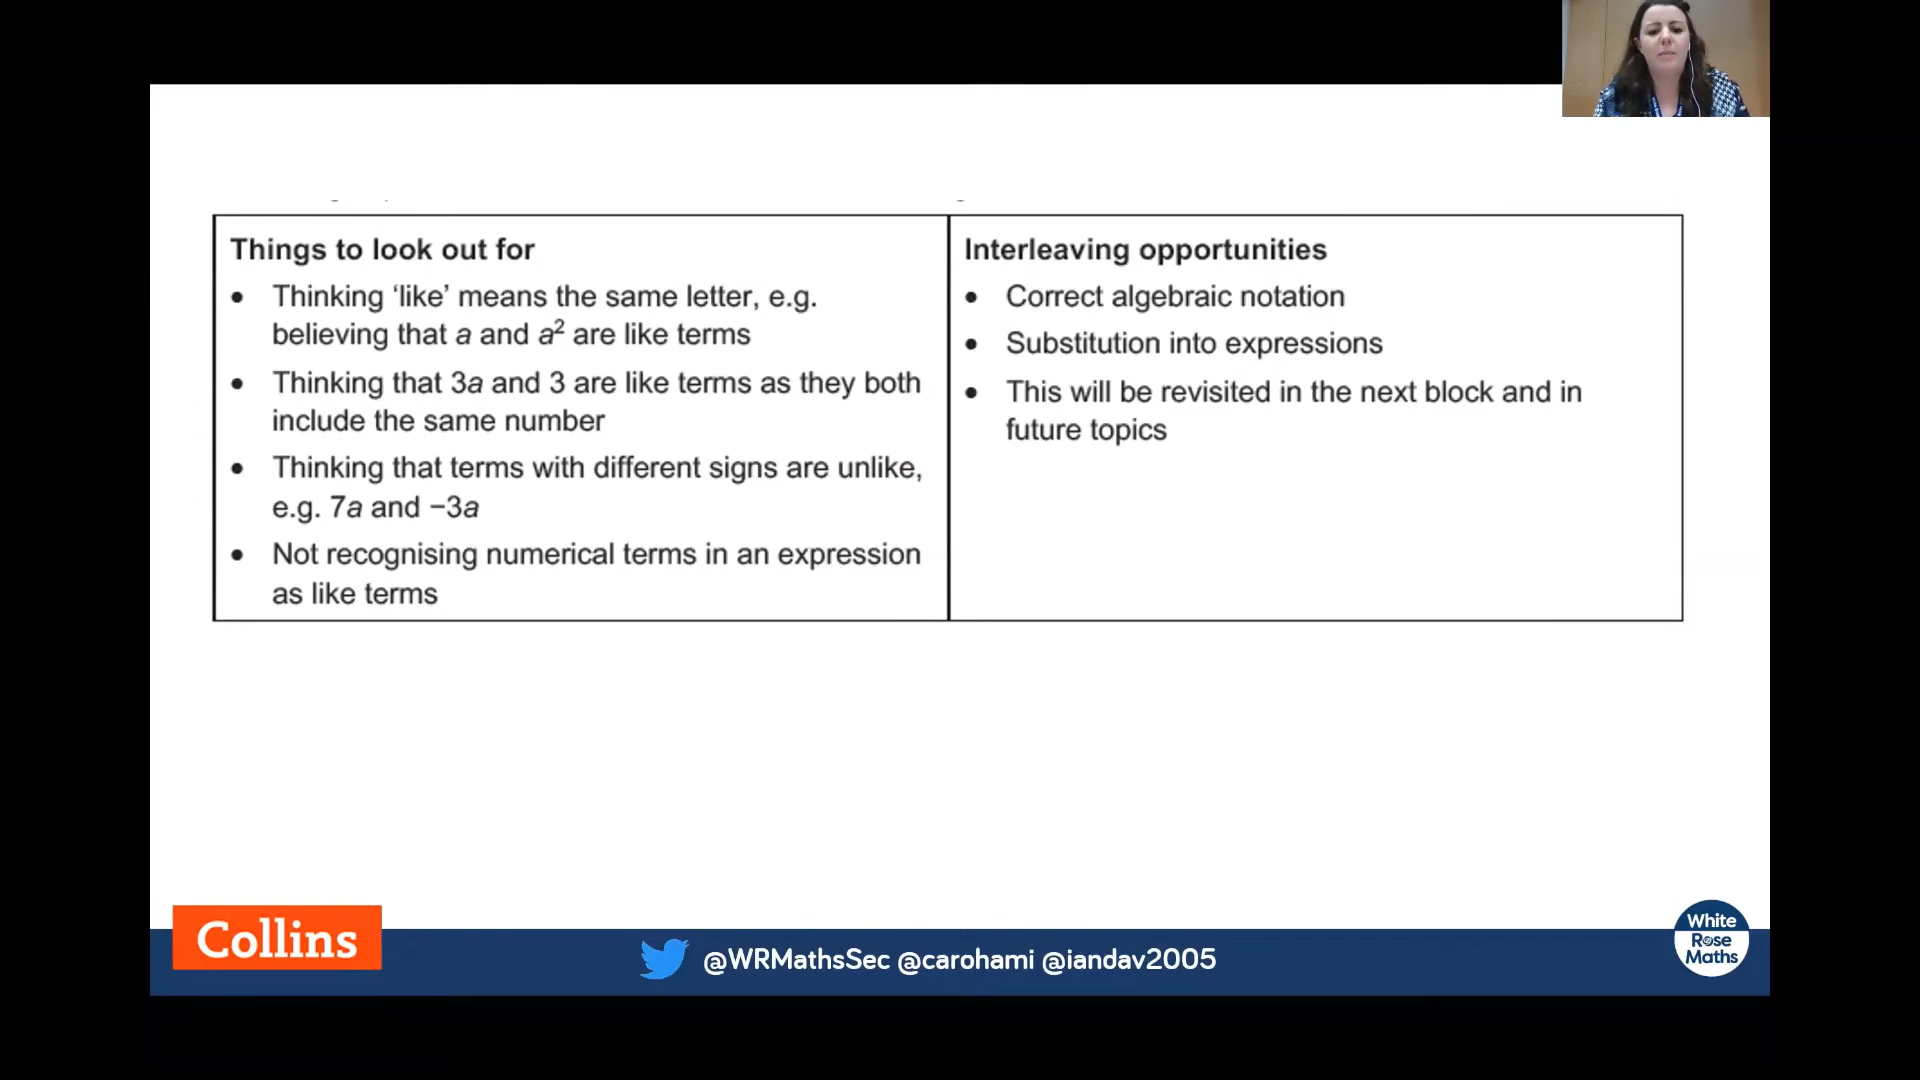 Things to look out for
• Thinking ‘like’ means the same letter, e.g.
believing that a and a² are like terms
• Thinking that 3a and 3 are like terms as they both
include the same number
• Thinking that terms with different signs are unlike,
e.g. 7a and −3a
• Not recognising numerical terms in an expression
as like terms
Interleaving opportunities
• Correct algebraic notation
• Substitution into expressions
• This will be revisited in the next block and in
future topics
Collins
@WRMathsSec @carohami @iandav2005
White
Rose
Maths